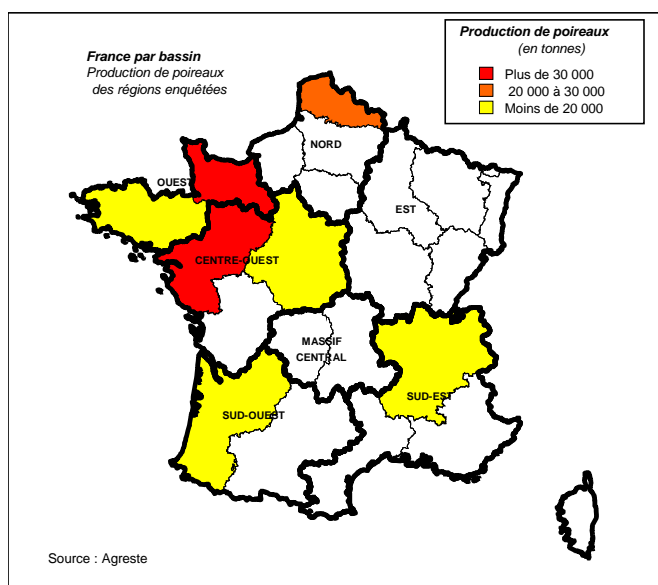 France par bassin
Production de poireaux
des régions enquêtées
Production de poireaux
(en tonnes)
Plus de 30 000
20 000 à 30 000
Moins de 20 000
NORD
OUEST
EST
CENTRE-OUEST
MASSIF
CENTRAL
SUD-EST
SUD-OUEST
Source : Agreste